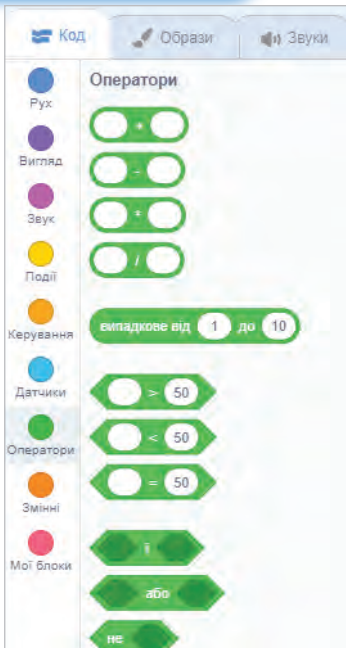 Код Образи Звуки
Рух
Вигляд
Звук
Події
Керування
Датчики
Оператори
Змінні
Мої блоки
Оператори
+
-
*
/
випадкове від 1 до 10
> 50
< 50
= 50
і
або
не